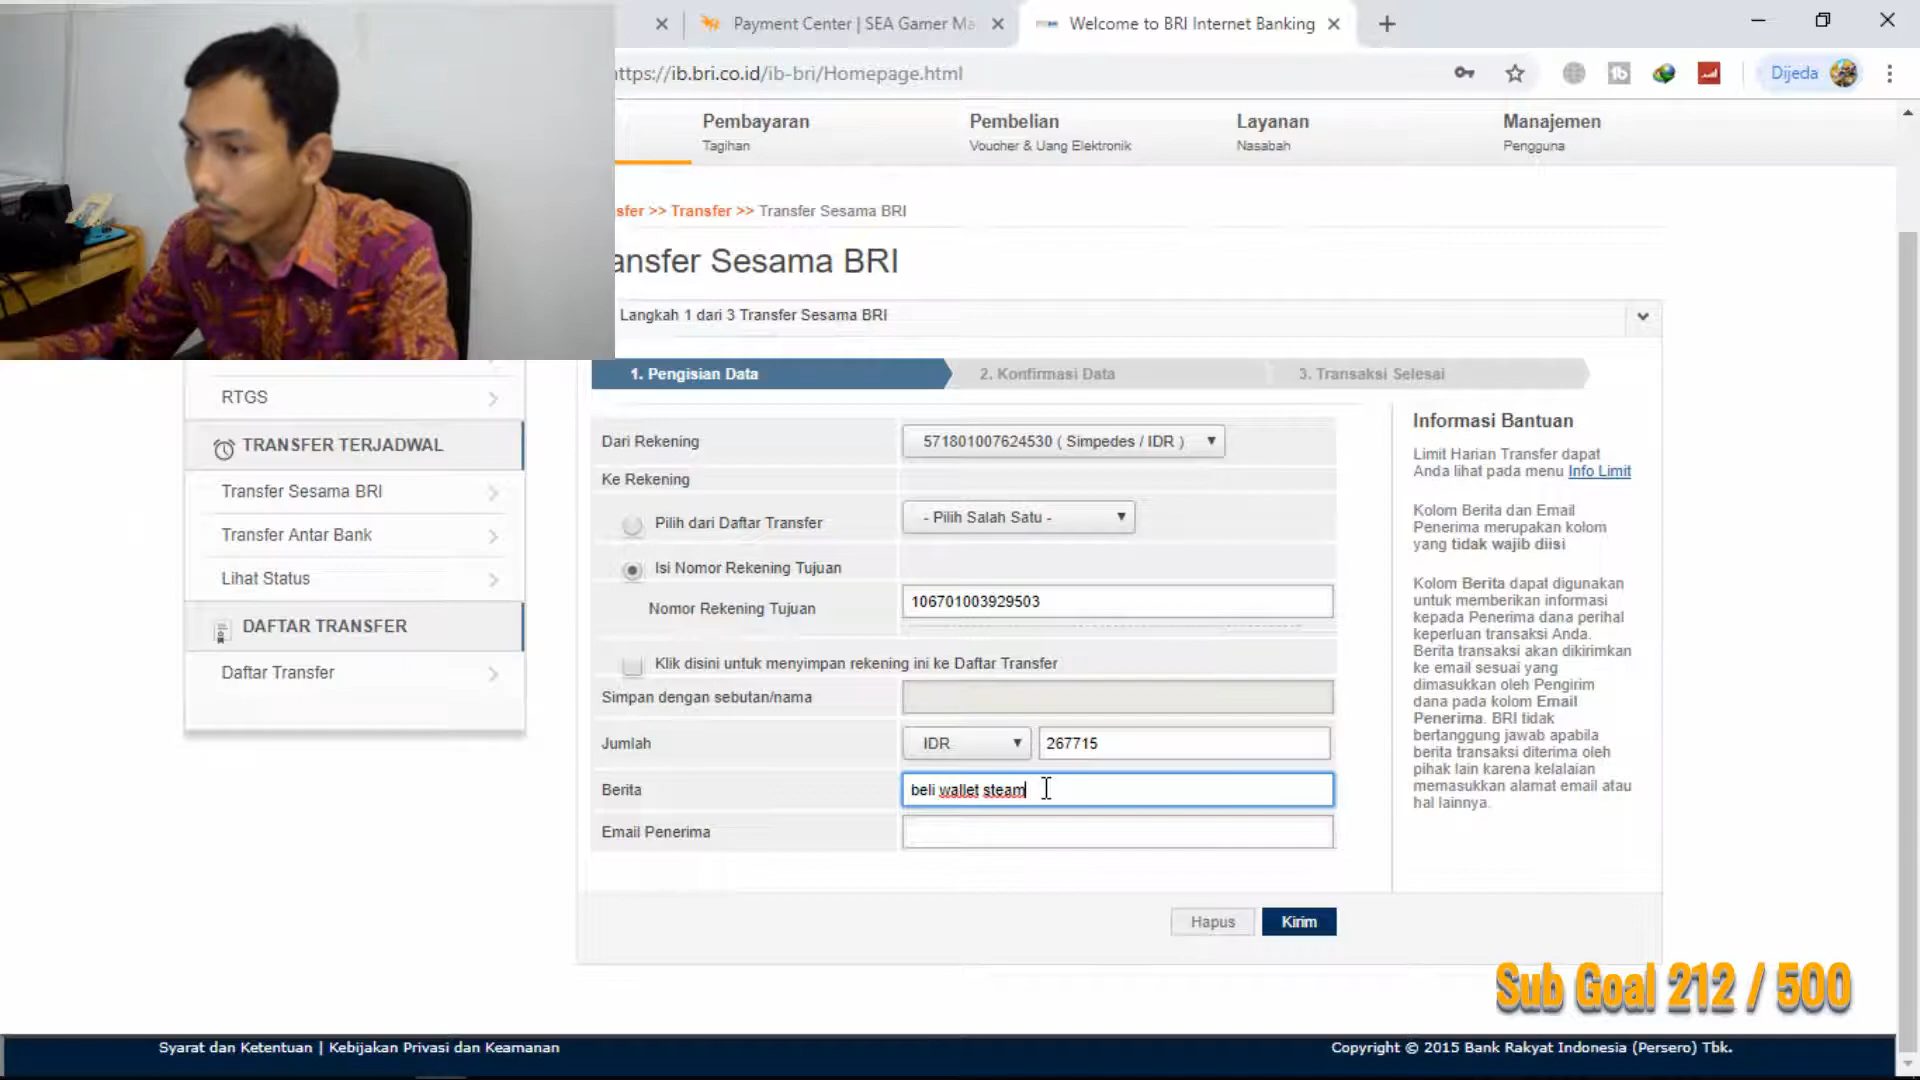 Payment Center | SEA Gamer Ma
Welcome to BRI Internet Banking
ttps://ib.bri.co.id/ib-bri/Homepage.html
Dijeda
Pembayaran
Tagihan
Pembelian
Voucher & Uang Elektronik
Layanan
Nasabah
Manajemen
Pengguna
sfer >> Transfer >> Transfer Sesama BRI
ansfer Sesama BRI
Langkah 1 dari 3 Transfer Sesama BRI
1. Pengisian Data
2. Konfirmasi Data
3. Transaksi Selesai
RTGS
TRANSFER TERJADWAL
Transfer Sesama BRI
Transfer Antar Bank
Lihat Status
DAFTAR TRANSFER
Daftar Transfer
Dari Rekening
571801007624530 ( Simpedes / IDR )
Ke Rekening
Pilih dari Daftar Transfer
- Pilih Salah Satu -
Isi Nomor Rekening Tujuan
Nomor Rekening Tujuan
106701003929503
Klik disini untuk menyimpan rekening ini ke Daftar Transfer
Simpan dengan sebutan/nama
Jumlah
IDR
267715
Berita
beli wallet steam
Email Penerima
Hapus
Kirim
Informasi Bantuan
Limit Harian Transfer dapat
Anda lihat pada menu Info Limit
Kolom Berita dan Email
Penerima merupakan kolom
yang tidak wajib diisi
Kolom Berita dapat digunakan
untuk memberikan informasi
kepada Penerima dana perihal
keperluan transaksi Anda.
Berita transaksi akan dikirimkan
ke email sesuai yang
dimasukkan oleh Pengirim
dana pada kolom Email
Penerima. BRI tidak
bertanggung jawab apabila
berita transaksi diterima oleh
pihak lain karena kelalaian
memasukkan alamat email atau
hal lainnya.
Sub Goal 212 / 500
Syarat dan Ketentuan | Kebijakan Privasi dan Keamanan
Copyright © 2015 Bank Rakyat Indonesia (Persero) Tbk.